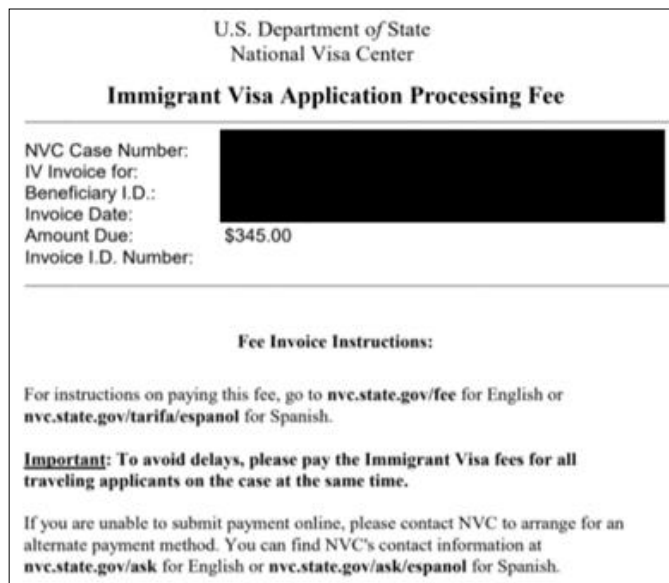 U.S. Department of State
National Visa Center
Immigrant Visa Application Processing Fee
NVC Case Number:
IV Invoice for:
Beneficiary I.D.:
Invoice Date:
Amount Due: $345.00
Invoice I.D. Number:
Fee Invoice Instructions:
For instructions on paying this fee, go to nvc.state.gov/fee for English or
nvc.state.gov/tarifa/espanol for Spanish.
Important: To avoid delays, please pay the Immigrant Visa fees for all
traveling applicants on the case at the same time.
If you are unable to submit payment online, please contact NVC to arrange for an
alternate payment method. You can find NVC's contact information at
nvc.state.gov/ask for English or nvc.state.gov/ask/espanol for Spanish.